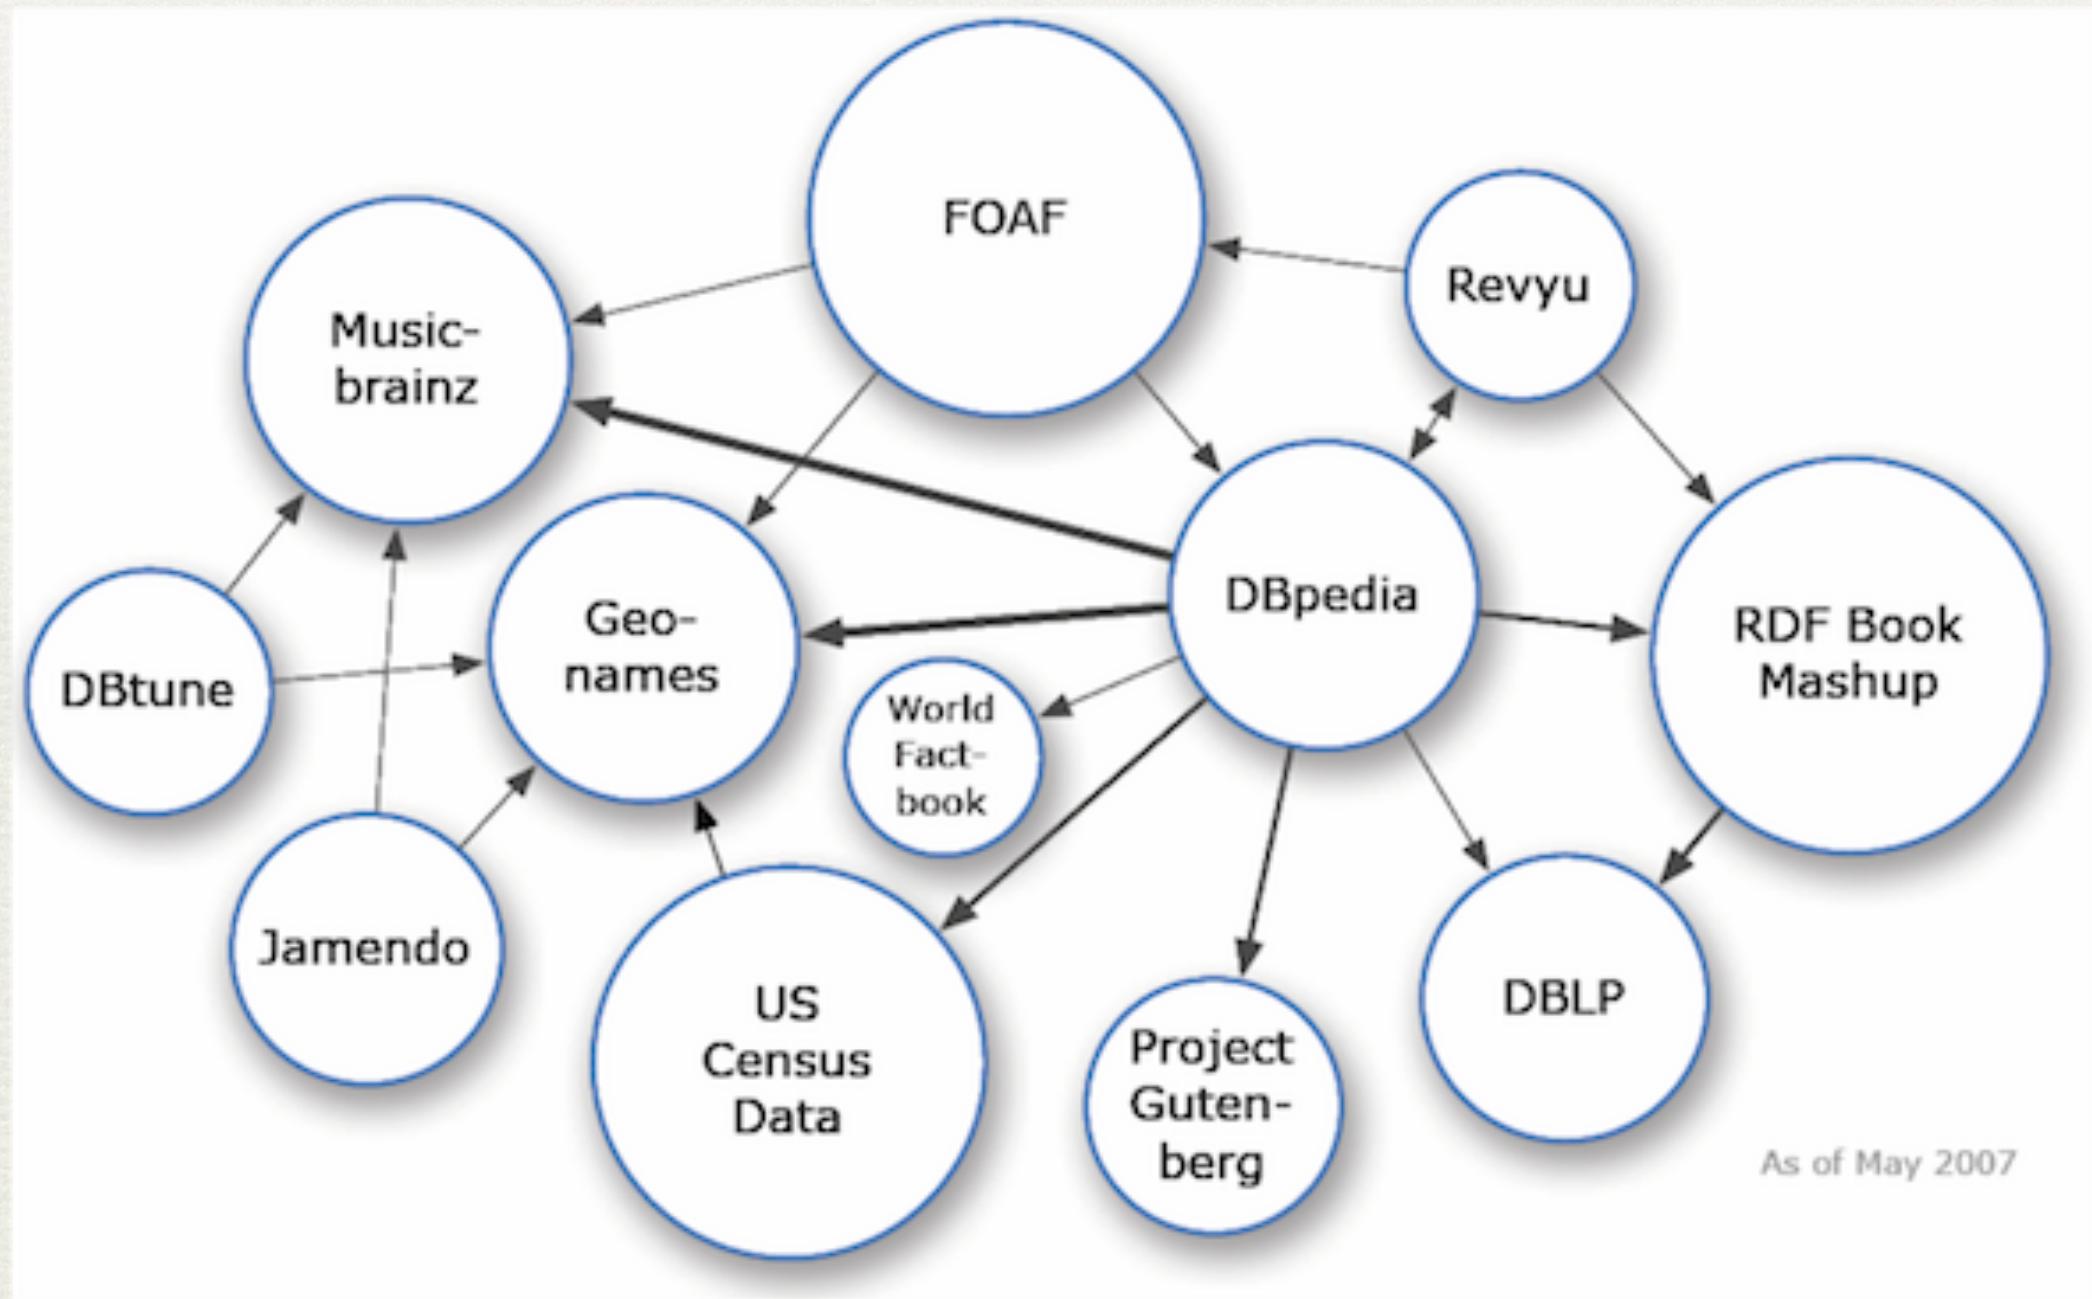 FOAF
Revyu
Music-
brainz
DBpedia
Geo-
names
RDF Book
Mashup
DBtune
World
Fact-
book
Jamendo
US
Census
Data
Project
Guten-
berg
DBLP
As of May 2007